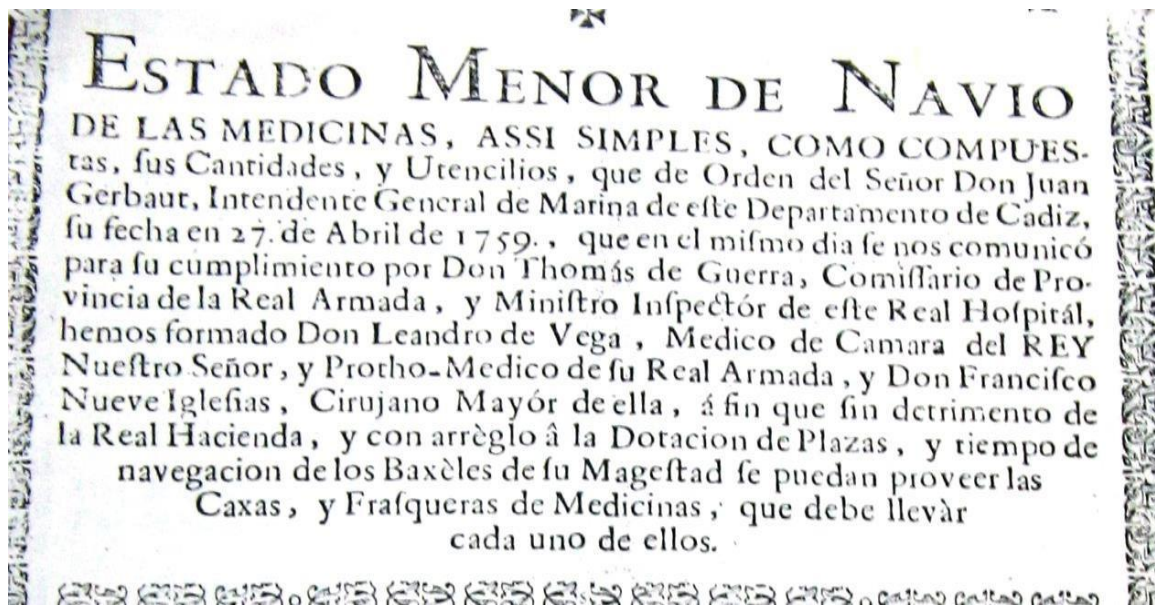 ESTADO MENOR DE NAVIO
DE LAS MEDICINAS, ASSI SIMPLES, COMO COMPUES-
tas, ſus Cantidades, y Utencilios, que de Orden del Señor Don Juan
Gerbaut, Intendente General de Marina de eſte Departamento de Cadiz,
ſu fecha en 27. de Abril de 1759., que en el miſmo dia ſe nos comunicó
para ſu cumplimiento por Don Thomás de Guerra, Comiſſario de Pro-
vincia de la Real Armada, y Miniſtro Inſpectór de eſte Real Hoſpitál,
hemos formado Don Leandro de Vega, Medico de Camara del REY
Nueſtro Señor, y Protho-Medico de ſu Real Armada, y Don Franciſco
Nueve Igleſias, Cirujano Mayór de ella, á fin que ſin detrimento de
la Real Hacienda, y con arrèglo â la Dotacion de Plazas, y tiempo de
navegacion de los Baxèles de ſu Mageſtad ſe puedan proveer las
Caxas, y Fraſqueras de Medicinas, que debe llevàr
cada uno de ellos.